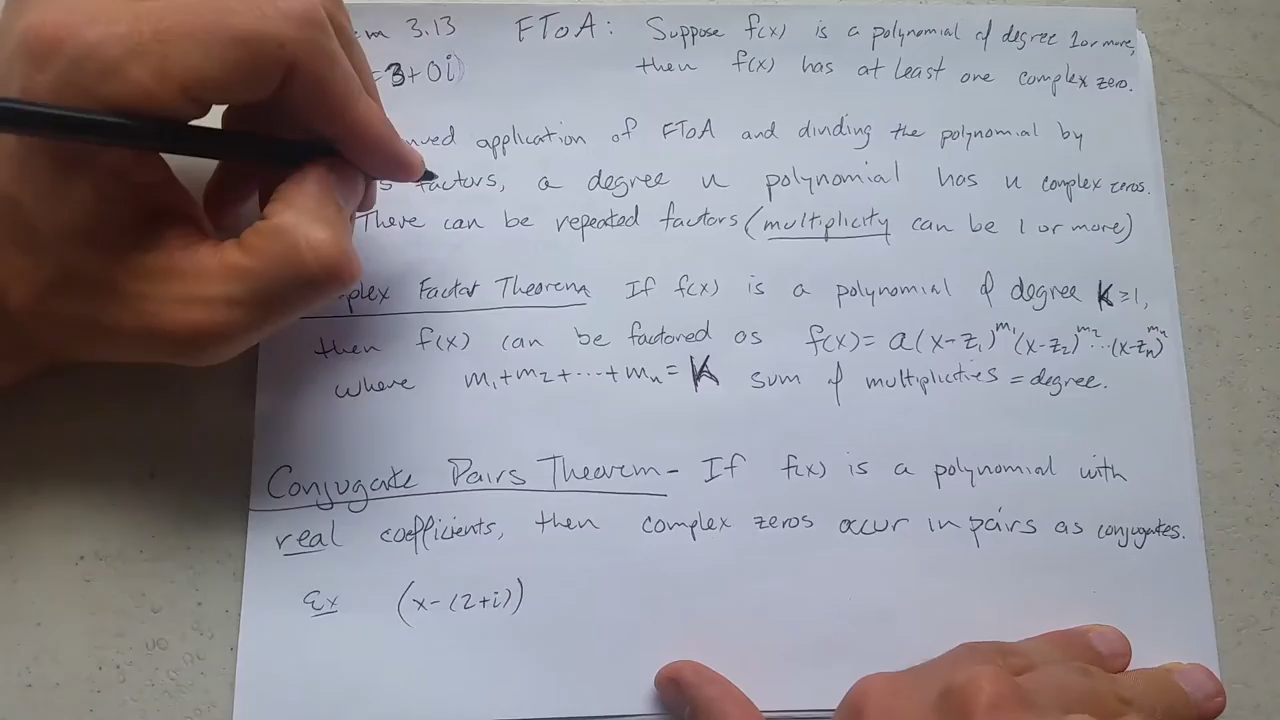 3.13 FToA: Suppose f(x) is a polynomial of degree 1 or more,
=3+0i) then f(x) has at least one complex zero.
application of FToA and dividing the polynomial by
factors, a degree n polynomial has n complex zeros.
There can be repeated factors (multiplicity can be 1 or more)
Factor Theorem If f(x) is a polynomial of degree K≥1,
then f(x) can be factored as f(x)= a(x-z₁)^m₁(x-z₂)^m₂...(x-zₙ)^mₙ
where m₁+m₂+...+mₙ=K sum of multiplicities = degree.
Conjugate Pairs Theorem- If f(x) is a polynomial with
real coefficients, then complex zeros occur in pairs as conjugates.
Ex (x-(2+i))